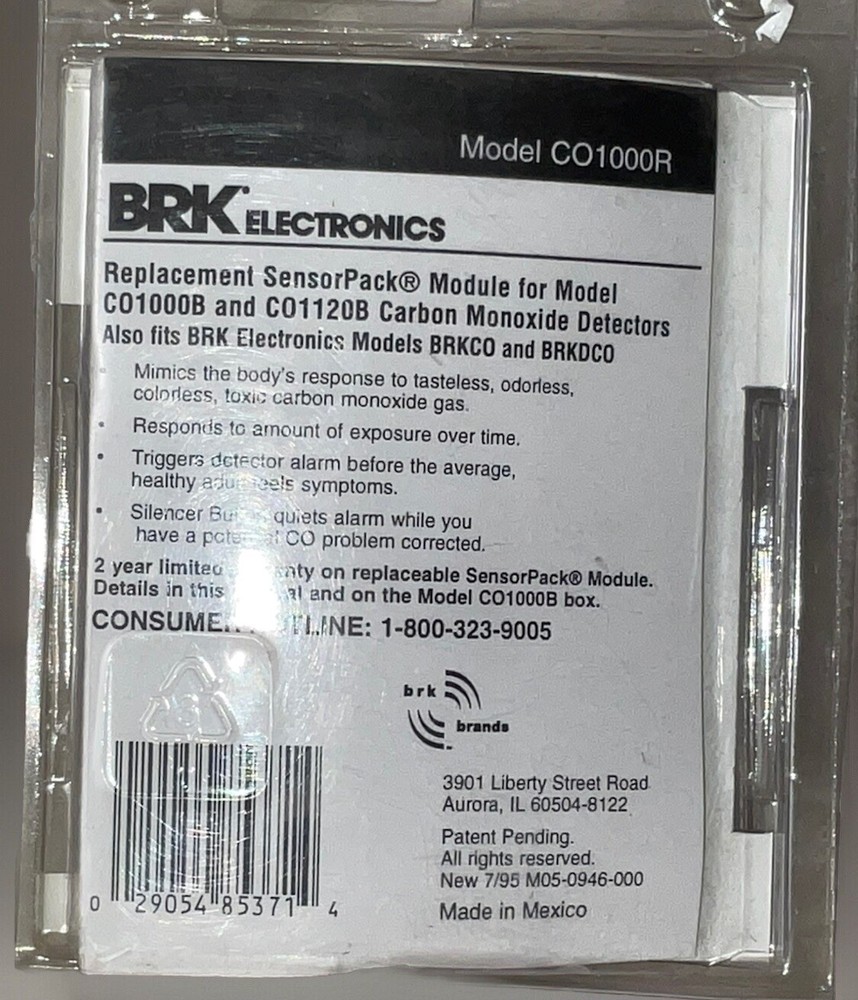 Model CO1000R
BRK ELECTRONICS
Replacement SensorPack® Module for Model
CO1000B and CO1120B Carbon Monoxide Detectors
Also fits BRK Electronics Models BRKCO and BRKDCO
Mimics the body's response to tasteless, odorless,
colorless, toxic carbon monoxide gas.
• Responds to amount of exposure over time.
• Triggers detector alarm before the average,
healthy symptoms.
• Silencer quiets alarm while you
have a CO problem corrected.
2 year limited on replaceable SensorPack® Module.
Details in this and on the Model CO1000B box.
1-800-323-9005
brk
brands
3901 Liberty Street Road
Aurora, IL 60504-8122
Patent Pending.
All rights reserved.
New 7/95 M05-0946-000
Made in Mexico
0 29054 85371 4